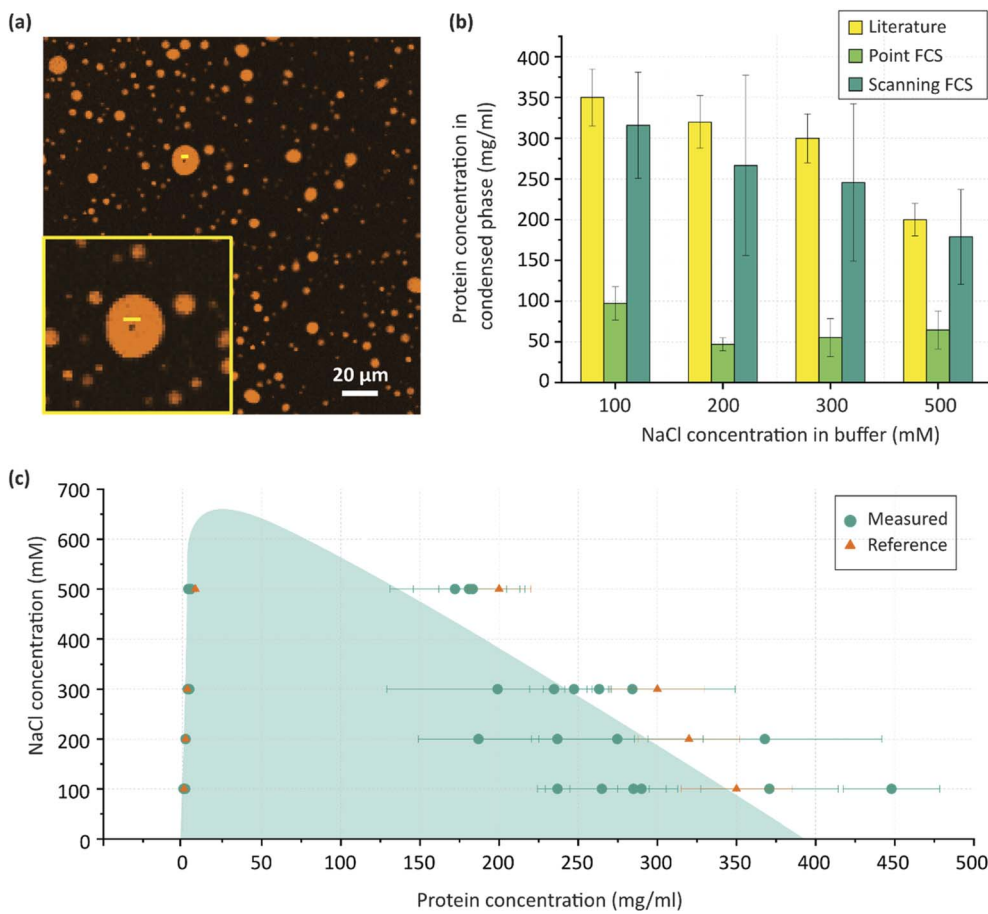 (a)
20 µm
(b)
Protein concentration in
condensed phase (mg/ml)
400
350
300
250
200
150
100
50
0
100 200 300 500
NaCl concentration in buffer (mM)
Literature
Point FCS
Scanning FCS
(c)
NaCl concentration (mM)
700
600
500
400
300
200
100
0
0 50 100 150 200 250 300 350 400 450 500
Protein concentration (mg/ml)
Measured
Reference